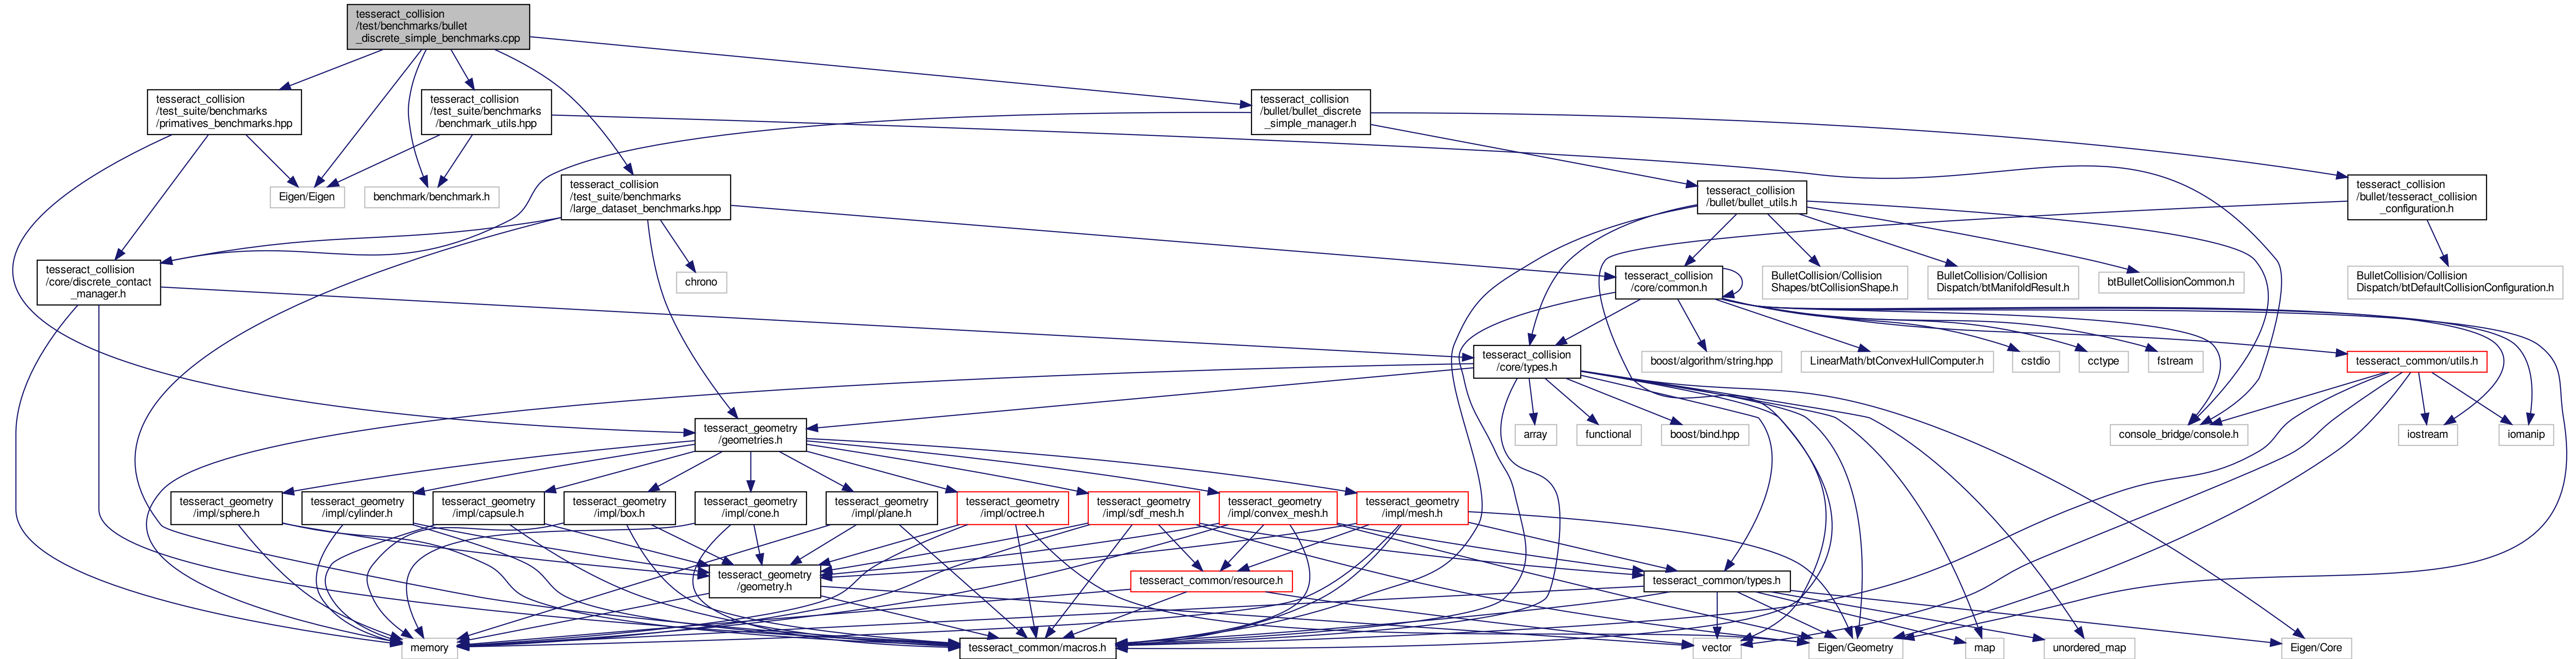 tesseract_collision
/test/benchmarks/bullet
_discrete_simple_benchmarks.cpp
tesseract_collision
/test_suite/benchmarks
/primatives_benchmarks.hpp
tesseract_collision
/test_suite/benchmarks
/benchmark_utils.hpp
tesseract_collision
/bullet/bullet_discrete
_simple_manager.h
Eigen/Eigen
benchmark/benchmark.h
tesseract_collision
/test_suite/benchmarks
/large_dataset_benchmarks.hpp
tesseract_collision
/bullet/bullet_utils.h
tesseract_collision
/bullet/tesseract_collision
_configuration.h
tesseract_collision
/core/discrete_contact
_manager.h
chrono
tesseract_collision
/core/common.h
BulletCollision/Collision
Shapes/btCollisionShape.h
BulletCollision/Collision
Dispatch/btManifoldResult.h
btBulletCollisionCommon.h
BulletCollision/Collision
Dispatch/btDefaultCollisionConfiguration.h
tesseract_collision
/core/types.h
boost/algorithm/string.hpp
LinearMath/btConvexHullComputer.h
cstdio
cctype
fstream
tesseract_common/utils.h
tesseract_geometry
/geometries.h
array
functional
boost/bind.hpp
console_bridge/console.h
iostream
iomanip
tesseract_geometry
/impl/sphere.h
tesseract_geometry
/impl/cylinder.h
tesseract_geometry
/impl/capsule.h
tesseract_geometry
/impl/box.h
tesseract_geometry
/impl/cone.h
tesseract_geometry
/impl/plane.h
tesseract_geometry
/impl/octree.h
tesseract_geometry
/impl/sdf_mesh.h
tesseract_geometry
/impl/convex_mesh.h
tesseract_geometry
/impl/mesh.h
tesseract_geometry
/geometry.h
tesseract_common/resource.h
tesseract_common/types.h
memory
tesseract_common/macros.h
vector
Eigen/Geometry
map
unordered_map
Eigen/Core